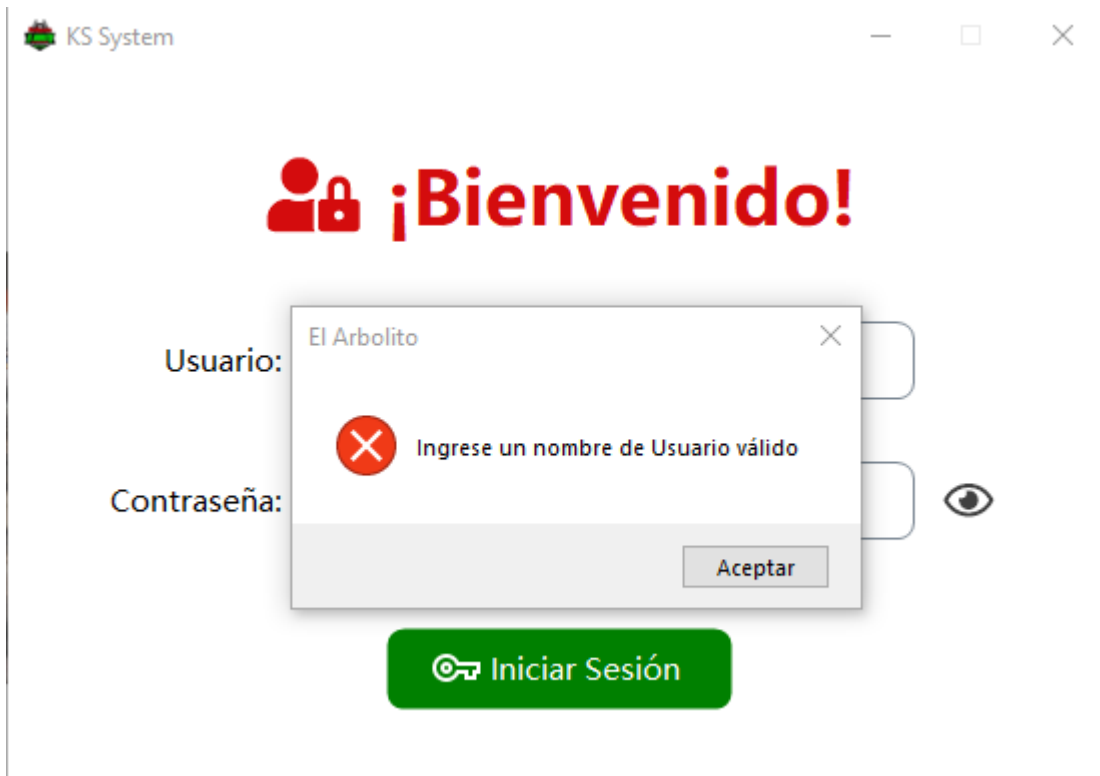 KS System
¡Bienvenido!
El Arbolito
Usuario:
Ingrese un nombre de Usuario válido
Contraseña:
Aceptar
Iniciar Sesión